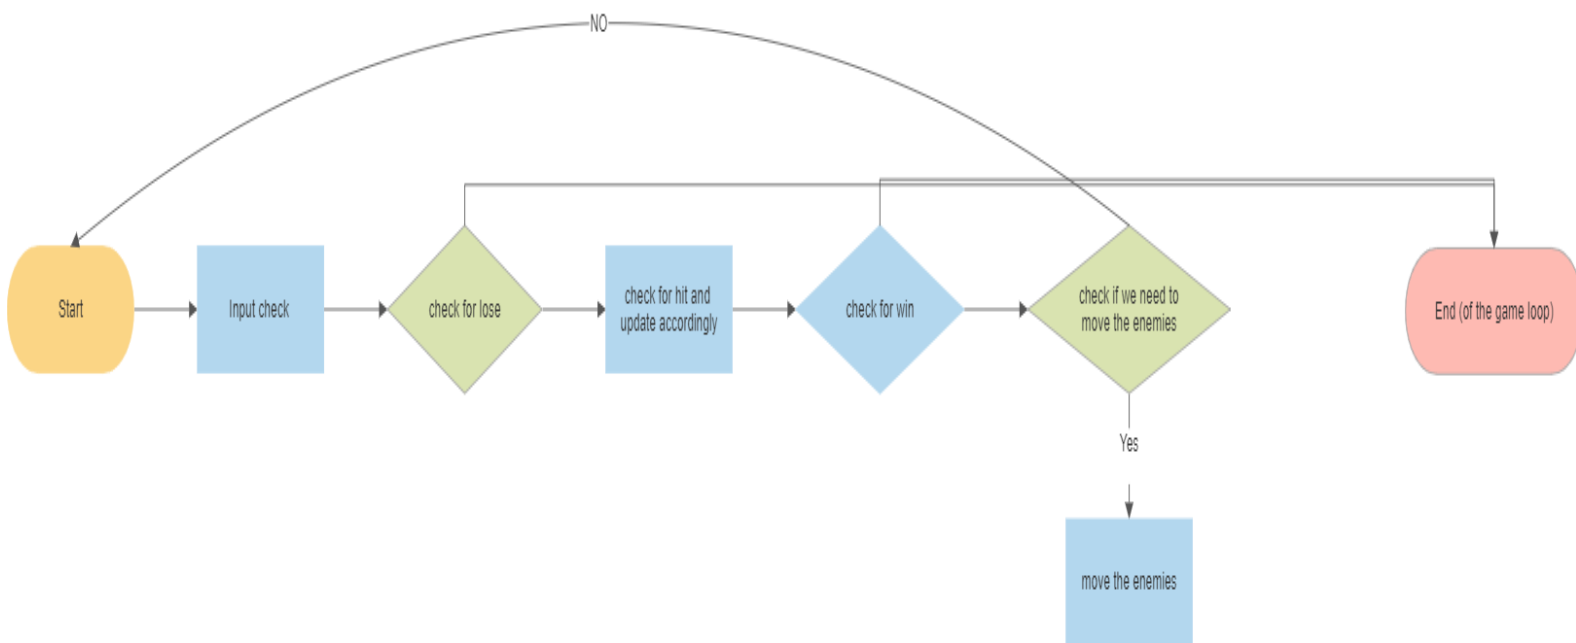 NO
Start
Input check
check for lose
check for hit and
update accordingly
check for win
check if we need to
move the enemies
End (of the game loop)
Yes
move the enemies